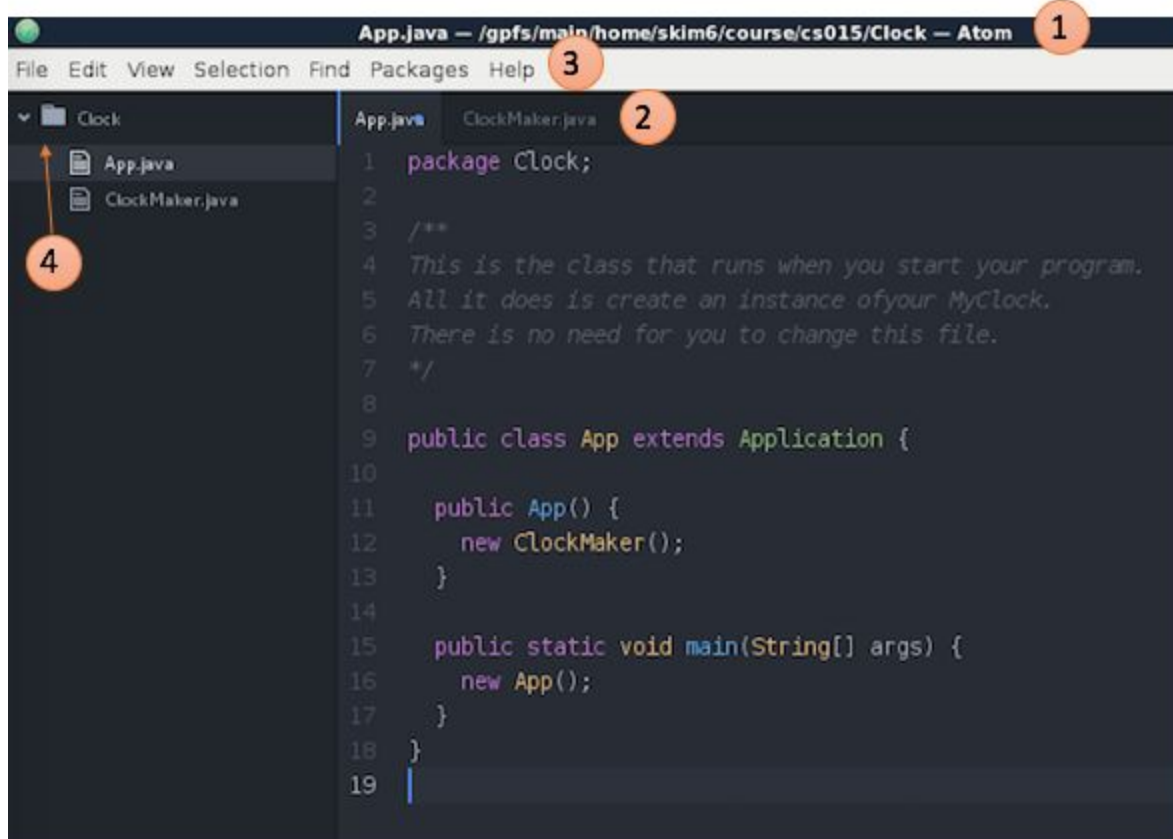 App.java — /gpfs/main/home/skim6/course/cs015/Clock — Atom
1
File Edit View Selection Find Packages Help
3
Clock
App.java
ClockMaker.java
4
App.java ClockMaker.java
2
1 package Clock;
2
3 /**
4 This is the class that runs when you start your program.
5 All it does is create an instance ofyour MyClock.
6 There is no need for you to change this file.
7 */
8
9 public class App extends Application {
10
11 public App() {
12 new ClockMaker();
13 }
14
15 public static void main(String[] args) {
16 new App();
17 }
18 }
19